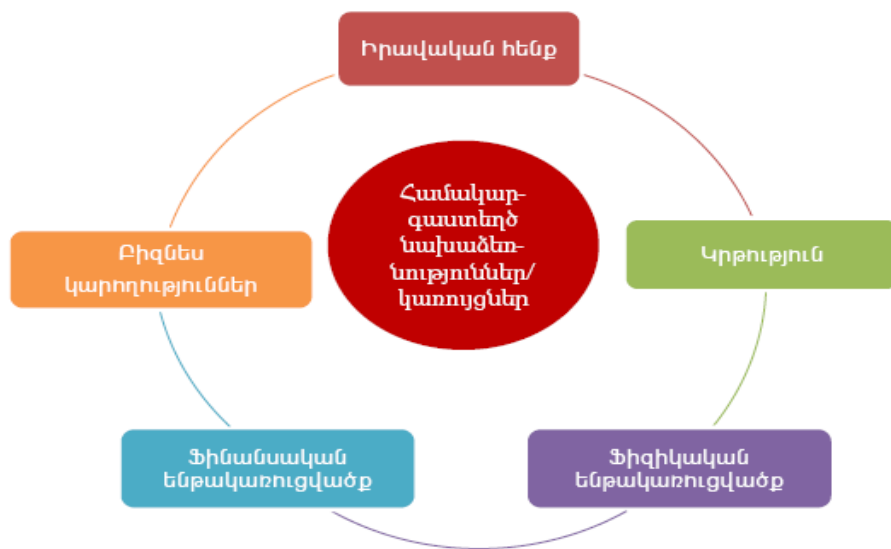 Իրավական հենք
Համակար-
գաստեղծ
նախաձեռ-
նություններ/
կառույցներ
Բիզնես
կարողություններ
Կրթություն
Ֆինանսական
ենթակառուցվածք
Ֆիզիկական
ենթակառուցվածք